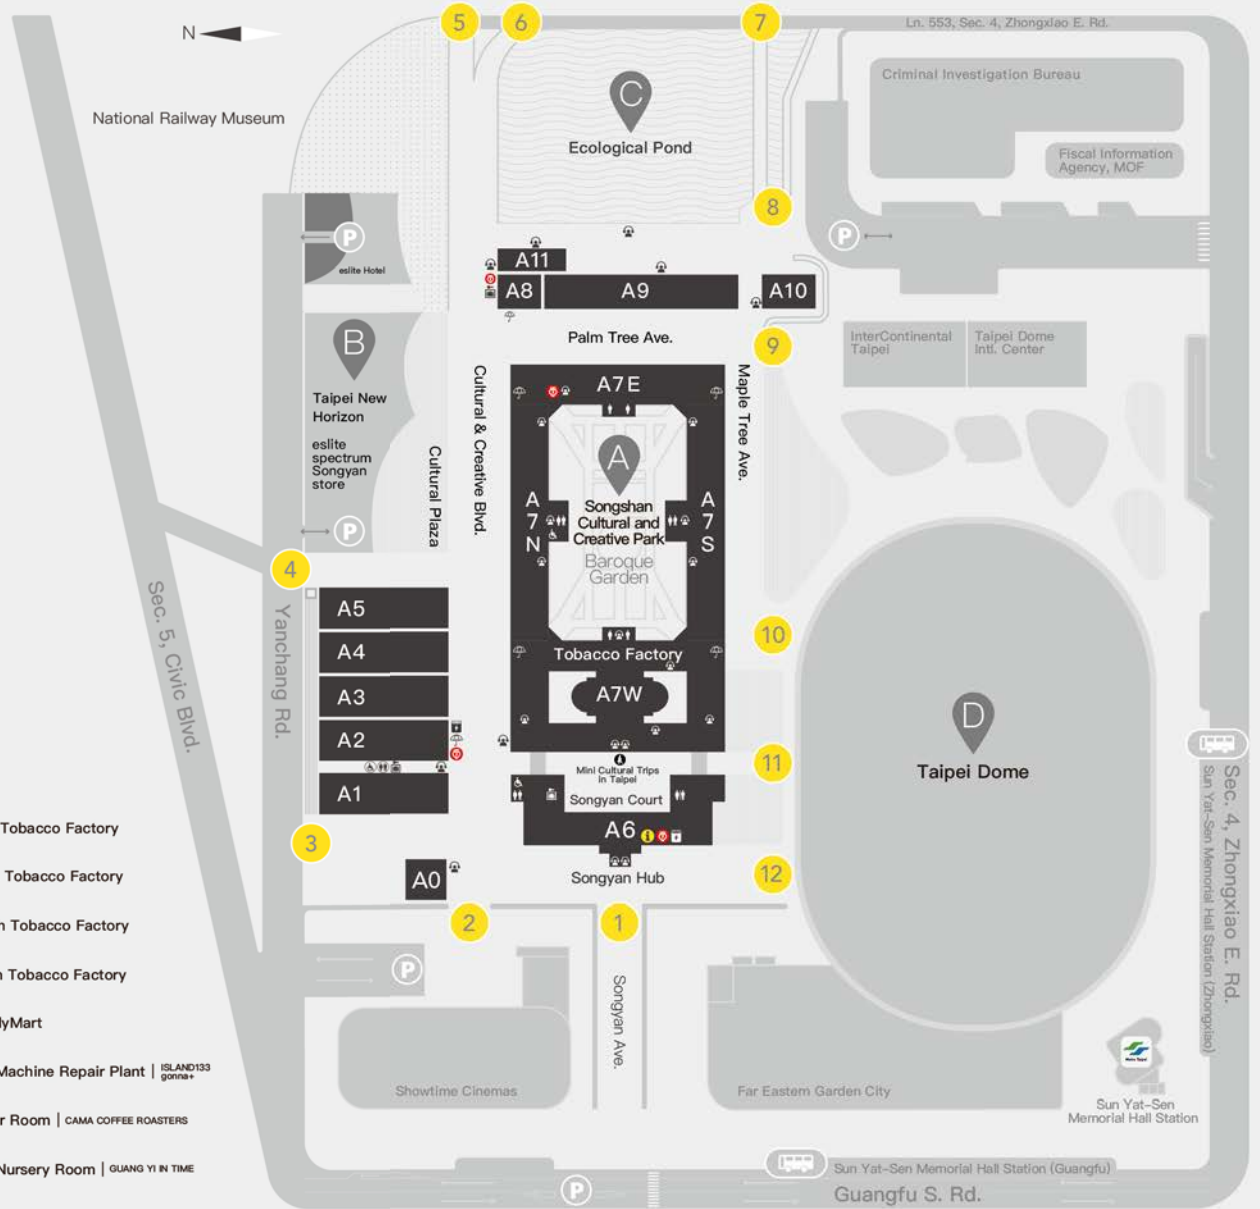 5
6
7
Ln. 553, Sec. 4, Zhongxiao E. Rd.
N
Criminal Investigation Bureau
C
National Railway Museum
Ecological Pond
Fiscal Information
Agency, MOF
8
P
P
eslite Hotel
A11
A8
A9
A10
B
Palm Tree Ave.
9
InterContinental
Taipei
Taipei Dome
Intl. Center
Taipei New
Horizon
eslite
spectrum
Songyan
store
Cultural Plaza
Cultural & Creative Blvd.
A7E
Maple Tree Ave.
A
A7N
A7S
Songshan
Cultural and
Creative Park
Baroque
Garden
P
4
Sec. 5, Civic Blvd.
Yanchang Rd.
A5
A4
A3
A2
A1
10
Tobacco Factory
A7W
D
Taipei Dome
11
Mini Cultural Trips
in Taipei
Songyan Court
A6
i
Songyan Hub
12
3
A0
2
1
Sec. 4, Zhongxiao E. Rd.
Sun Yat-Sen Memorial Hall Station (Zhongxiao)
Tobacco Factory
Tobacco Factory
Tobacco Factory
Tobacco Factory
Machine Repair Plant | ISLAND133
gonna+
Room | CAMA COFFEE ROASTERS
Nursery Room | GUANG YI IN TIME
P
Songyan Ave.
Showtime Cinemas
Far Eastern Garden City
Metro Taipei
Sun Yat-Sen
Memorial Hall Station
P
Sun Yat-Sen Memorial Hall Station (Guangfu)
Guangfu S. Rd.